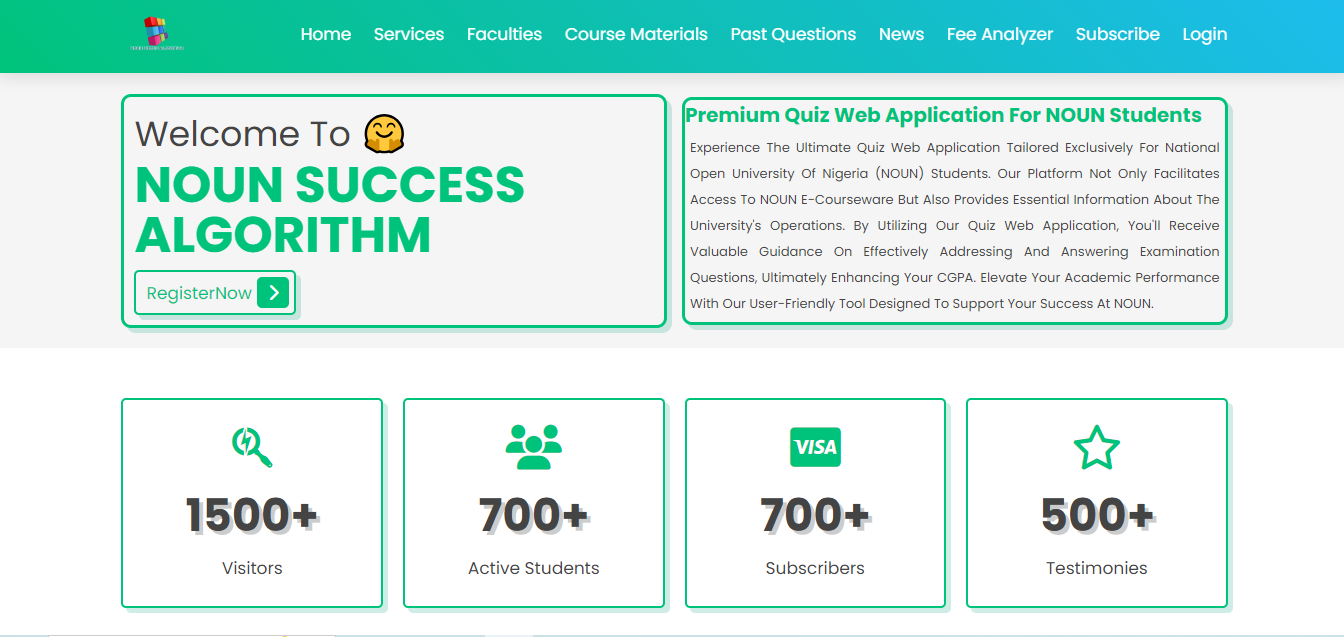 Home Services Faculties Course Materials Past Questions News Fee Analyzer Subscribe Login
Welcome To
NOUN SUCCESS
ALGORITHM
RegisterNow
Premium Quiz Web Application For NOUN Students
Experience The Ultimate Quiz Web Application Tailored Exclusively For National
Open University Of Nigeria (NOUN) Students. Our Platform Not Only Facilitates
Access To NOUN E-Courseware But Also Provides Essential Information About The
University's Operations. By Utilizing Our Quiz Web Application, You'll Receive
Valuable Guidance On Effectively Addressing And Answering Examination
Questions, Ultimately Enhancing Your CGPA. Elevate Your Academic Performance
With Our User-Friendly Tool Designed To Support Your Success At NOUN.
1500+
Visitors
700+
Active Students
VISA
700+
Subscribers
500+
Testimonies